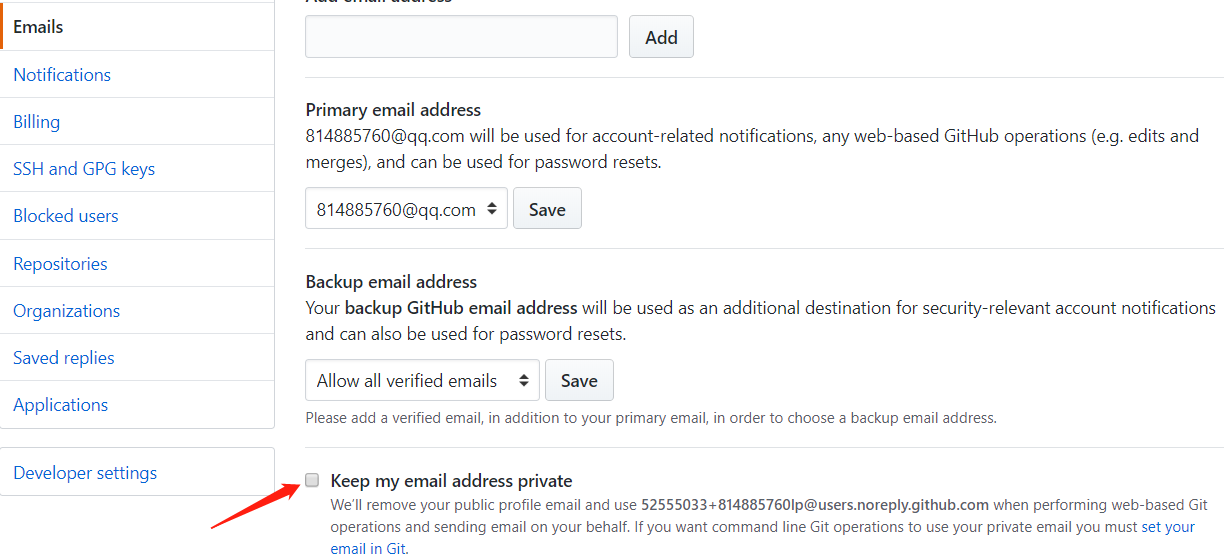 Emails
Notifications
Billing
SSH and GPG keys
Blocked users
Repositories
Organizations
Saved replies
Applications
Developer settings
Add email address
Add
Primary email address
814885760@qq.com will be used for account-related notifications, any web-based GitHub operations (e.g. edits and
merges), and can be used for password resets.
814885760@qq.com Save
Backup email address
Your backup GitHub email address will be used as an additional destination for security-relevant account notifications
and can also be used for password resets.
Allow all verified emails Save
Please add a verified email, in addition to your primary email, in order to choose a backup email address.
Keep my email address private
We'll remove your public profile email and use 52555033+814885760lp@users.noreply.github.com when performing web-based Git
operations and sending email on your behalf. If you want command line Git operations to use your private email you must set your
email in Git.